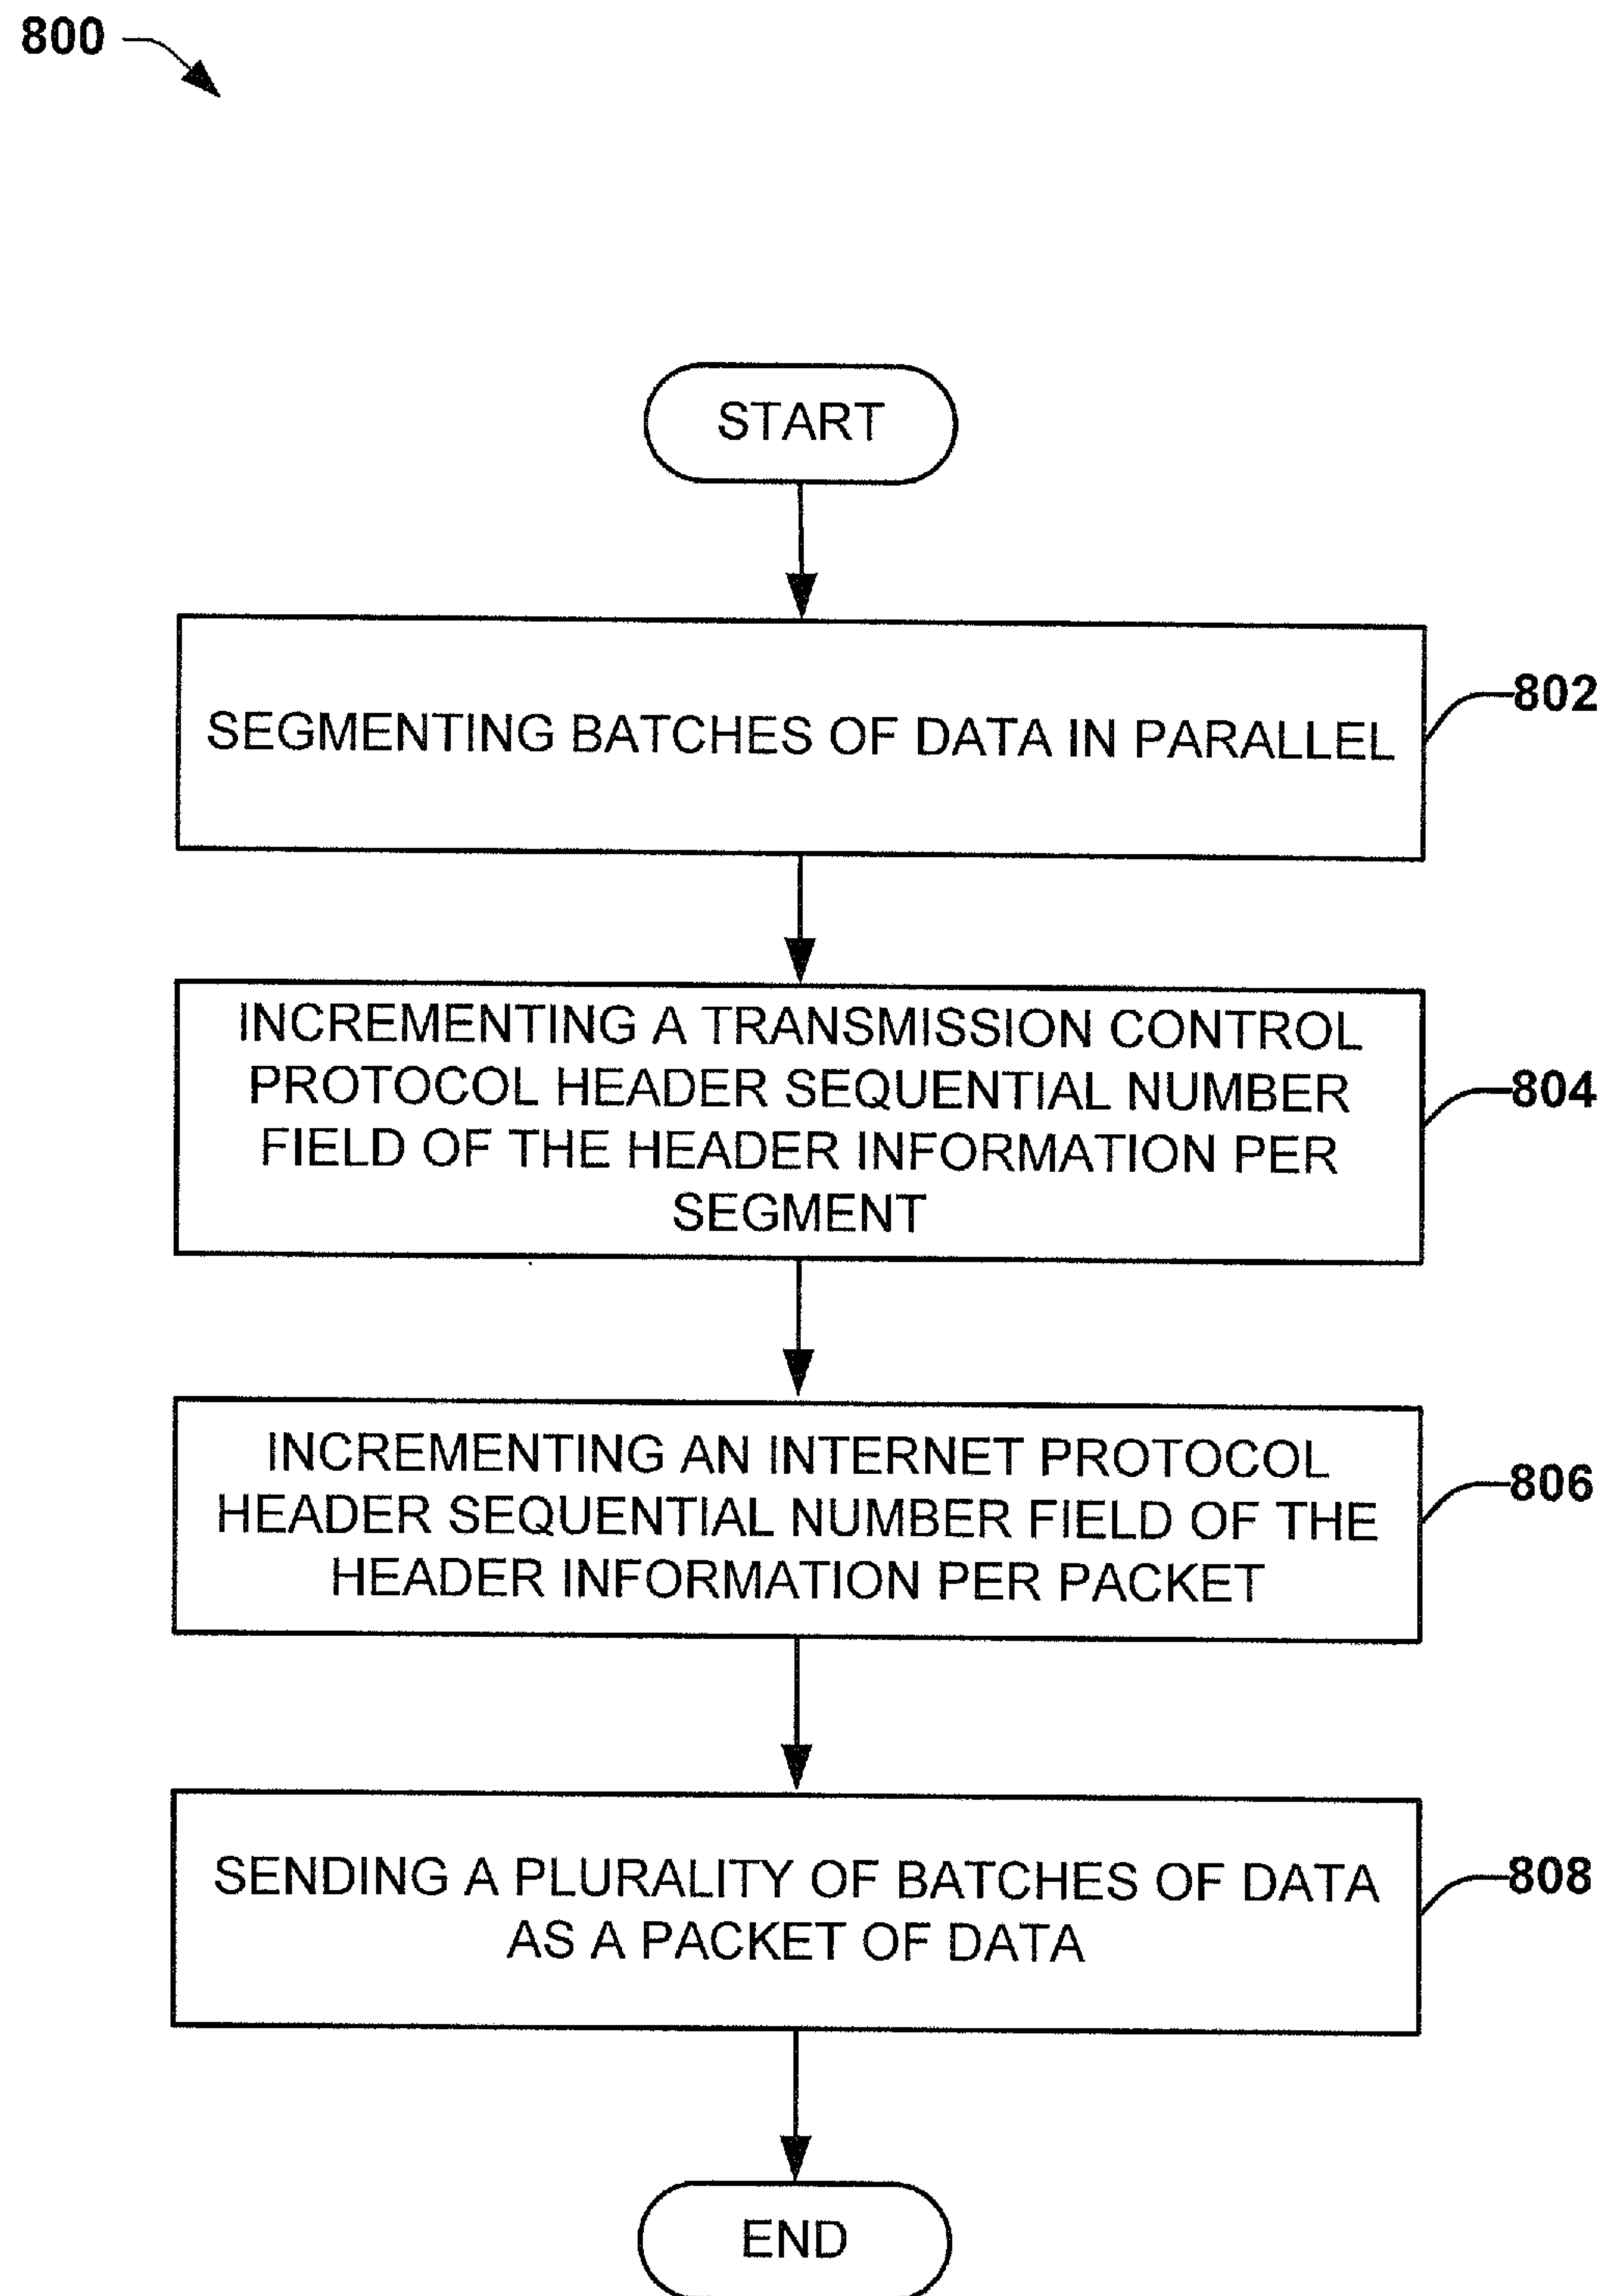 800
START
SEGMENTING BATCHES OF DATA IN PARALLEL
802
INCREMENTING A TRANSMISSION CONTROL
PROTOCOL HEADER SEQUENTIAL NUMBER
FIELD OF THE HEADER INFORMATION PER
SEGMENT
804
INCREMENTING AN INTERNET PROTOCOL
HEADER SEQUENTIAL NUMBER FIELD OF THE
HEADER INFORMATION PER PACKET
806
SENDING A PLURALITY OF BATCHES OF DATA
AS A PACKET OF DATA
808
END